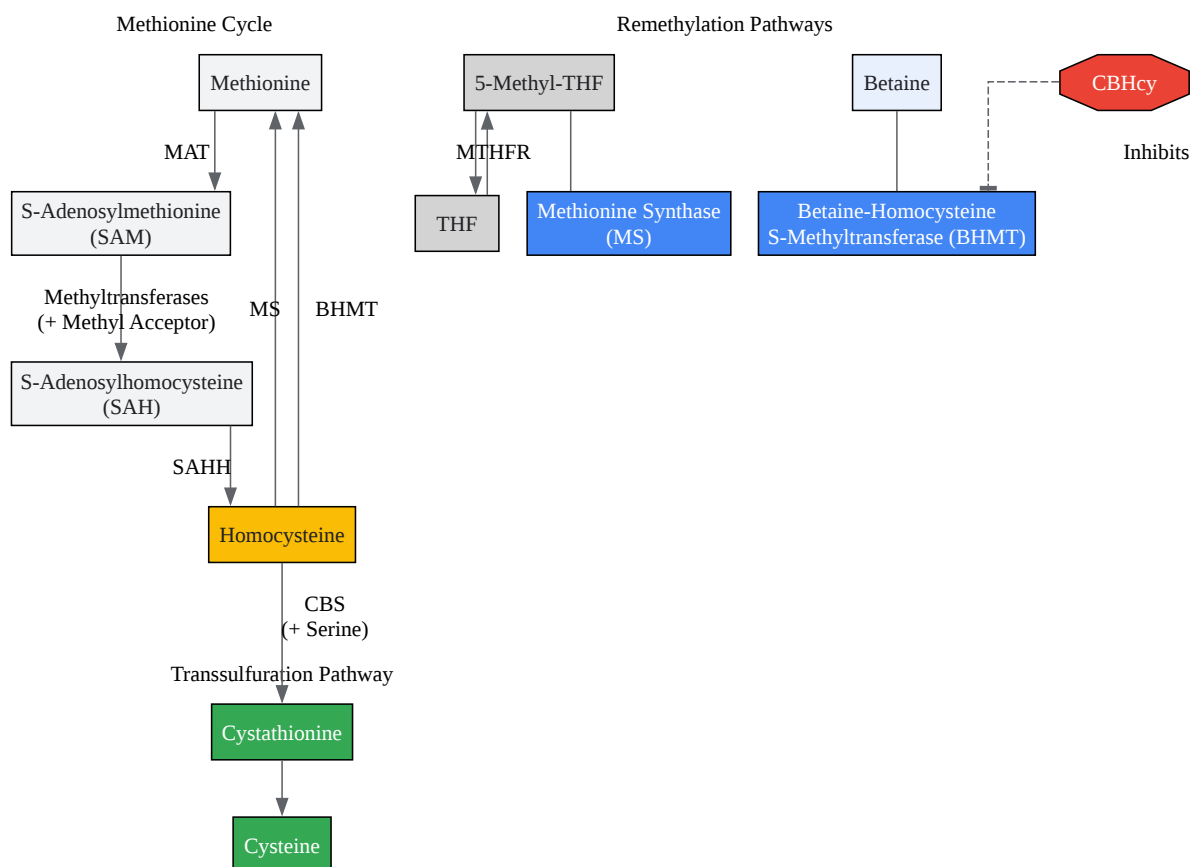 Methionine Cycle
Remethylation Pathways
Methionine
5-Methyl-THF
Betaine
CBHcy
MAT
MTHFR
Inhibits
S-Adenosylmethionine
(SAM)
THF
Methionine Synthase
(MS)
Betaine-Homocysteine
S-Methyltransferase (BHMT)
Methyltransferases
(+ Methyl Acceptor)
MS
BHMT
S-Adenosylhomocysteine
(SAH)
SAHH
Homocysteine
CBS
(+ Serine)
Transsulfuration Pathway
Cystathionine
Cysteine